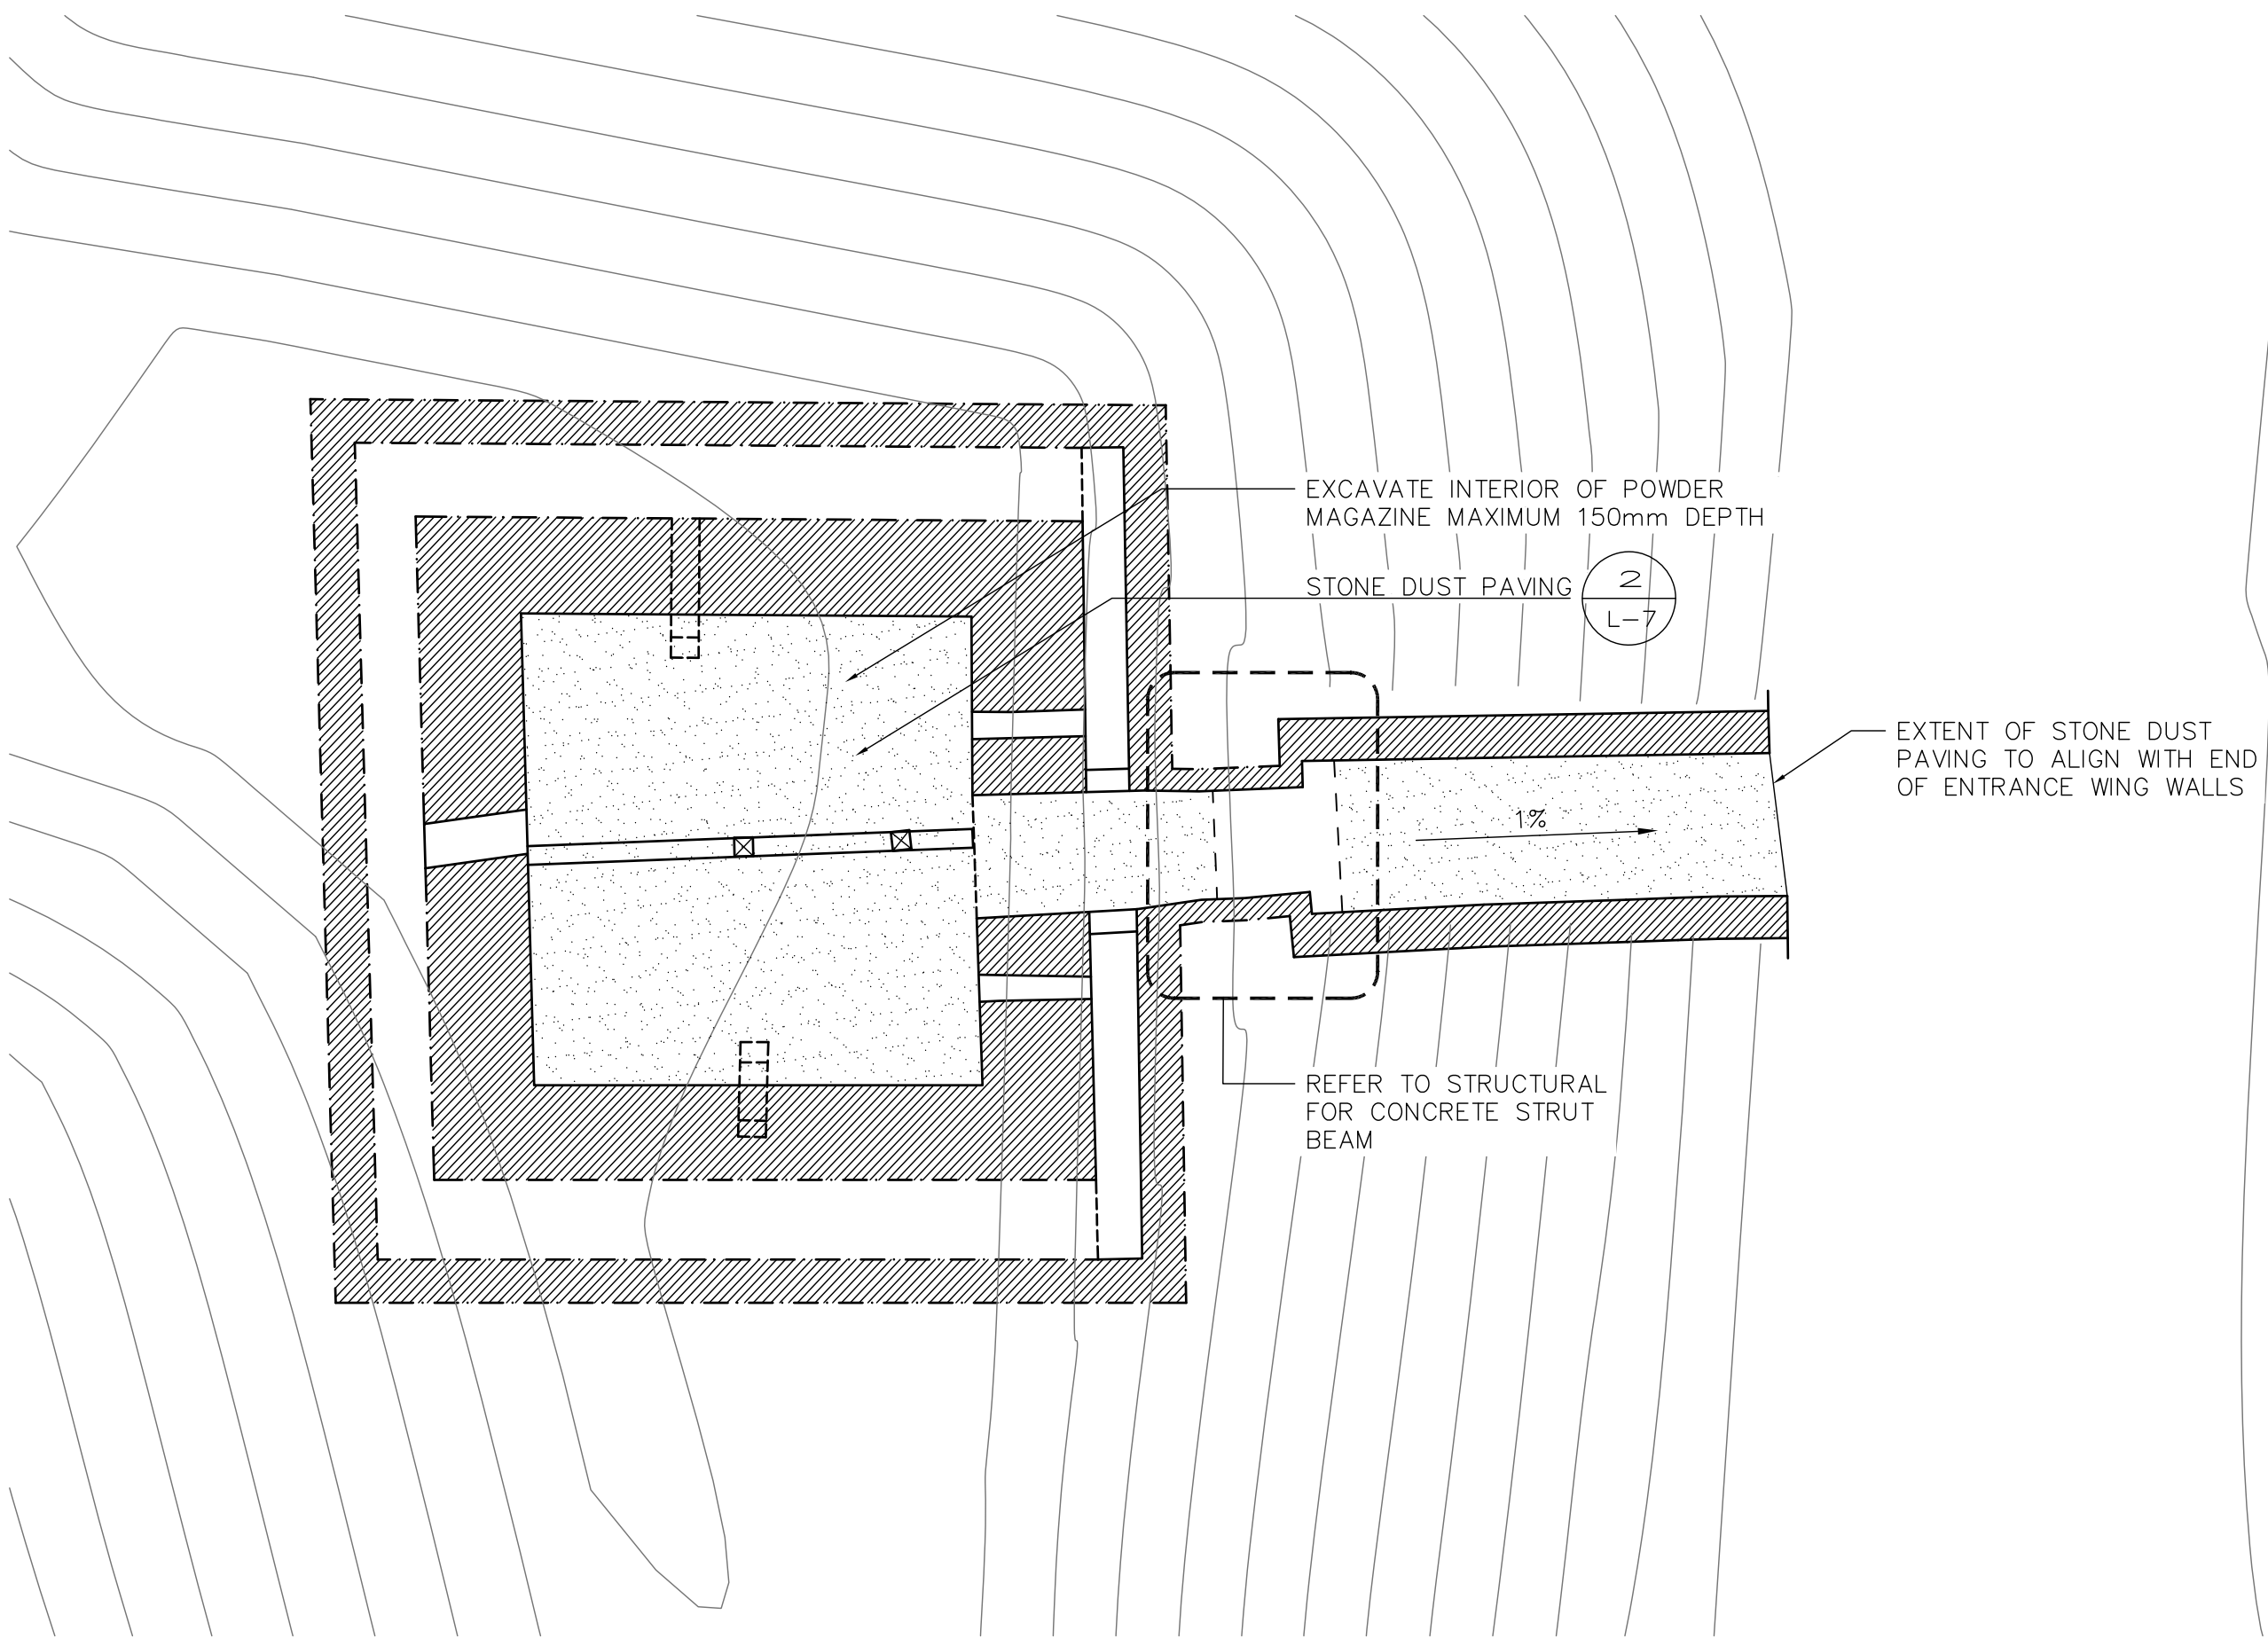 EXCAVATE INTERIOR OF POWDER
MAGAZINE MAXIMUM 150mm DEPTH
STONE DUST PAVING
2
L-7
EXTENT OF STONE DUST
PAVING TO ALIGN WITH END
OF ENTRANCE WING WALLS
1%
REFER TO STRUCTURAL
FOR CONCRETE STRUT
BEAM